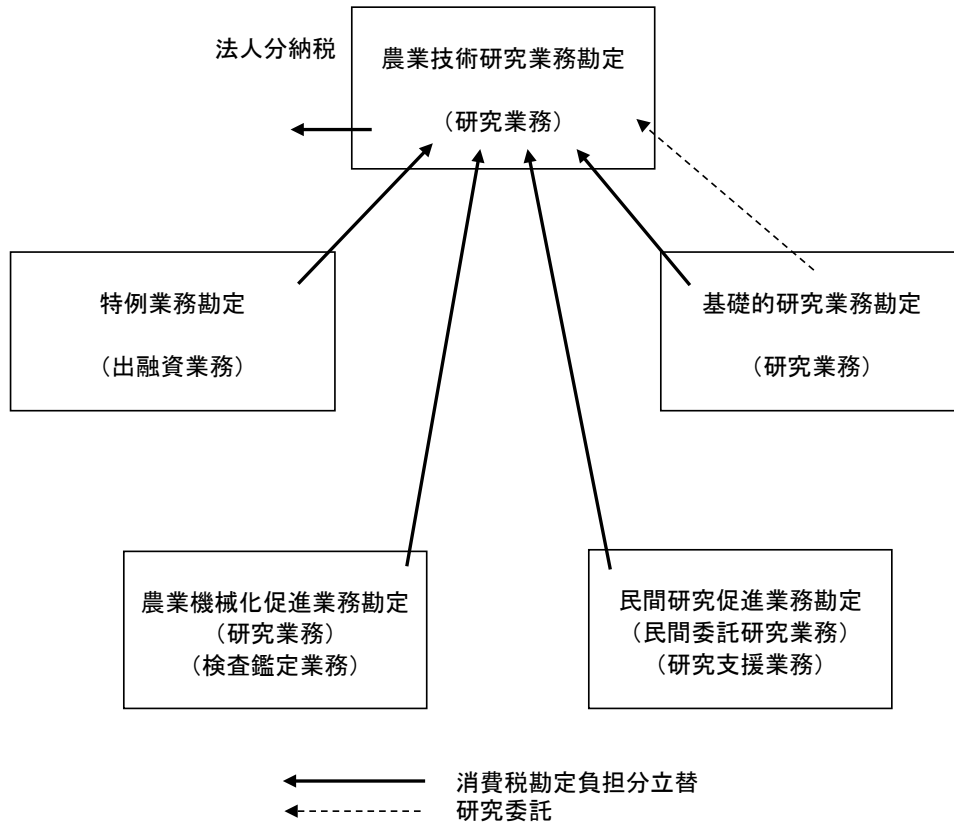 法人分納税
農業技術研究業務勘定
（研究業務）
特例業務勘定
（出融資業務）
基礎的研究業務勘定
（研究業務）
農業機械化促進業務勘定
（研究業務）
（検査鑑定業務）
民間研究促進業務勘定
（民間委託研究業務）
（研究支援業務）
消費税勘定負担分立替
研究委託